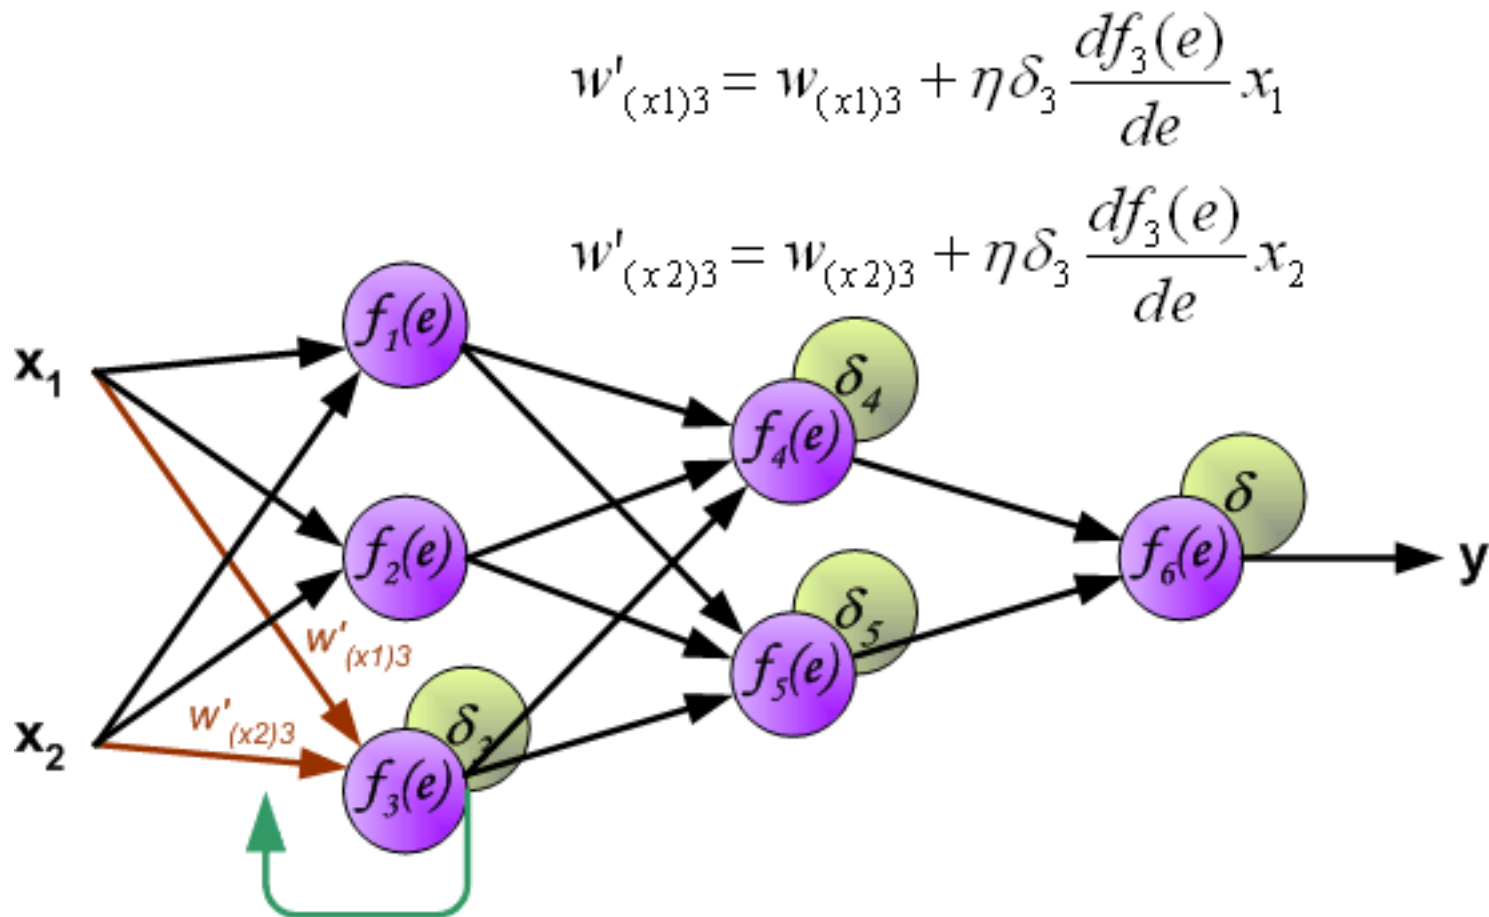 w'(x1)3 = w(x1)3 + ηδ3 df3(e)/de x1
w'(x2)3 = w(x2)3 + ηδ3 df3(e)/de x2
f1(e)
x1
δ4
f4(e)
δ
f2(e)
f6(e)
y
δ5
w'(x1)3
f5(e)
w'(x2)3
x2
δ3
f3(e)